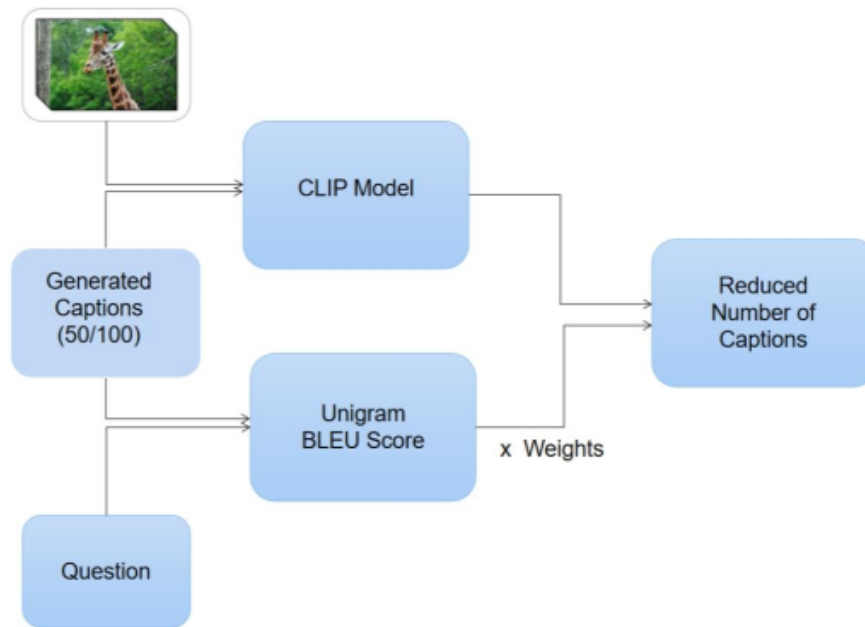 CLIP Model
Generated
Captions
(50/100)
Reduced
Number of
Captions
Unigram
BLEU Score
x Weights
Question